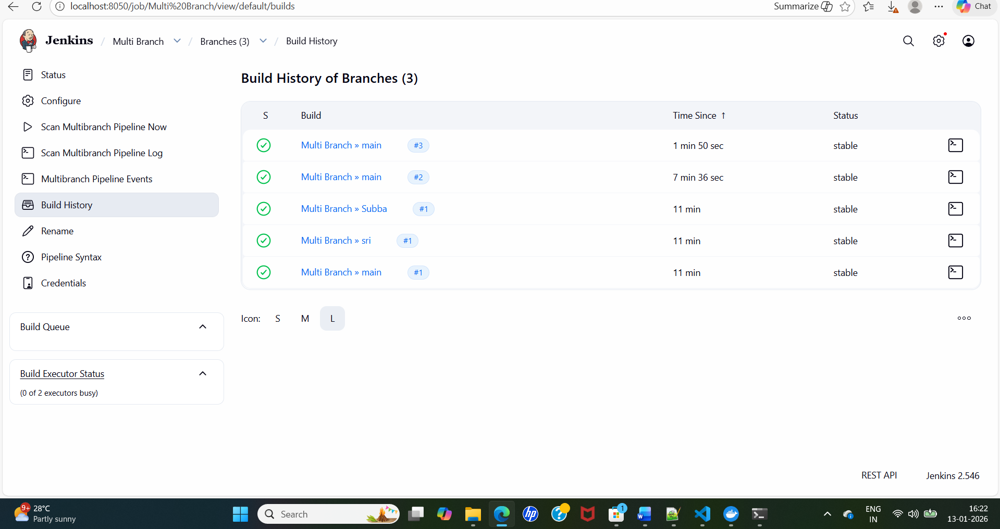 localhost:8050/job/Multi%20Branch/view/default/builds
Summarize
Chat
Jenkins / Multi Branch / Branches (3) / Build History
Status
Configure
Scan Multibranch Pipeline Now
Scan Multibranch Pipeline Log
Multibranch Pipeline Events
Build History
Rename
Pipeline Syntax
Credentials
Build Queue
Build Executor Status
(0 of 2 executors busy)
Build History of Branches (3)
S Build Time Since ↑ Status
Multi Branch » main #3 1 min 50 sec stable
Multi Branch » main #2 7 min 36 sec stable
Multi Branch » Subba #1 11 min stable
Multi Branch » sri #1 11 min stable
Multi Branch » main #1 11 min stable
Icon: S M L
REST API Jenkins 2.546
9+
28°C
Partly sunny
Search
hp
1
W
ENG
IN
16:22
13-01-2026